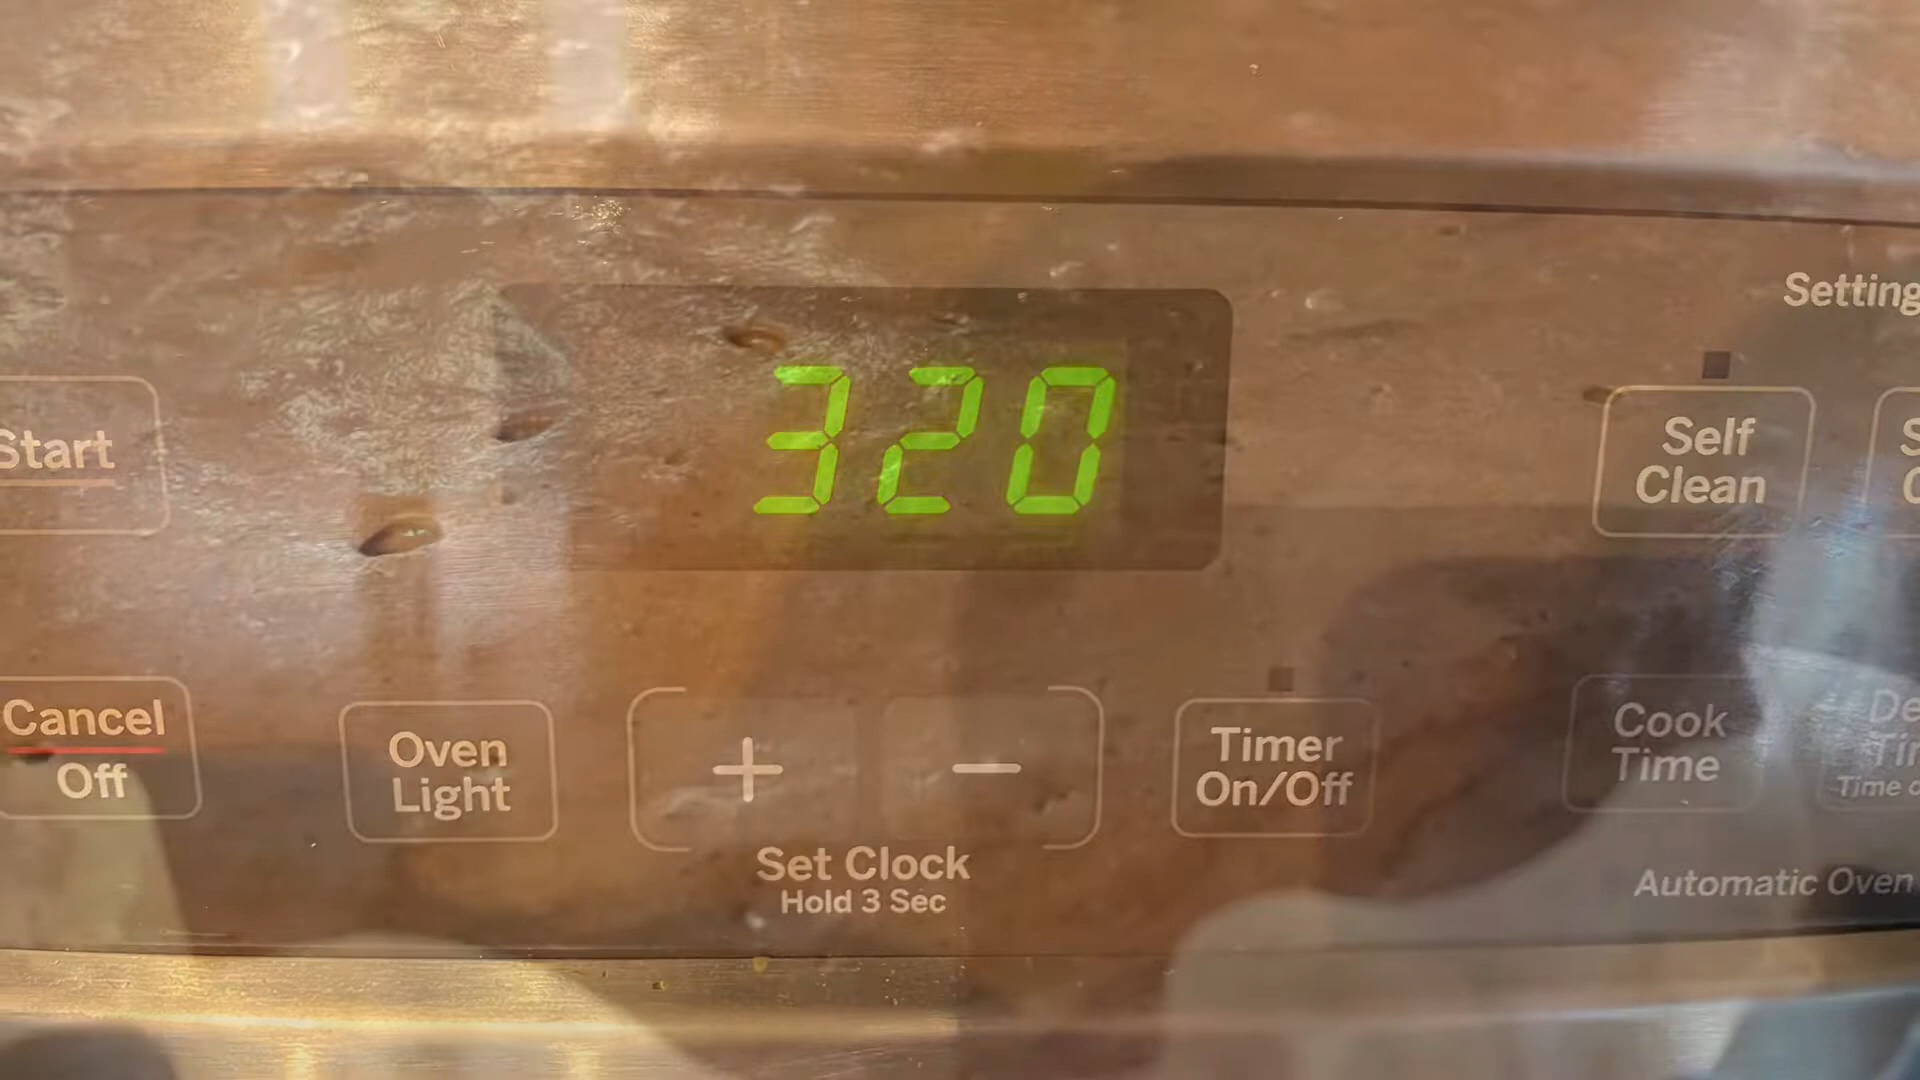 Setting
320
Start
Self
Clean
Cancel
Off
Oven
Light
+
−
Timer
On/Off
Cook
Time
Set Clock
Hold 3 Sec
Automatic Oven